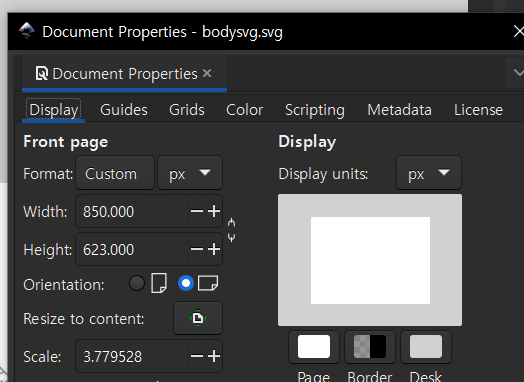 Document Properties - bodysvg.svg
Document Properties
Display Guides Grids Color Scripting Metadata License
Front page
Format: Custom px
Width: 850.000
Height: 623.000
Orientation:
Resize to content:
Scale: 3.779528
Display
Display units: px
Page Border Desk